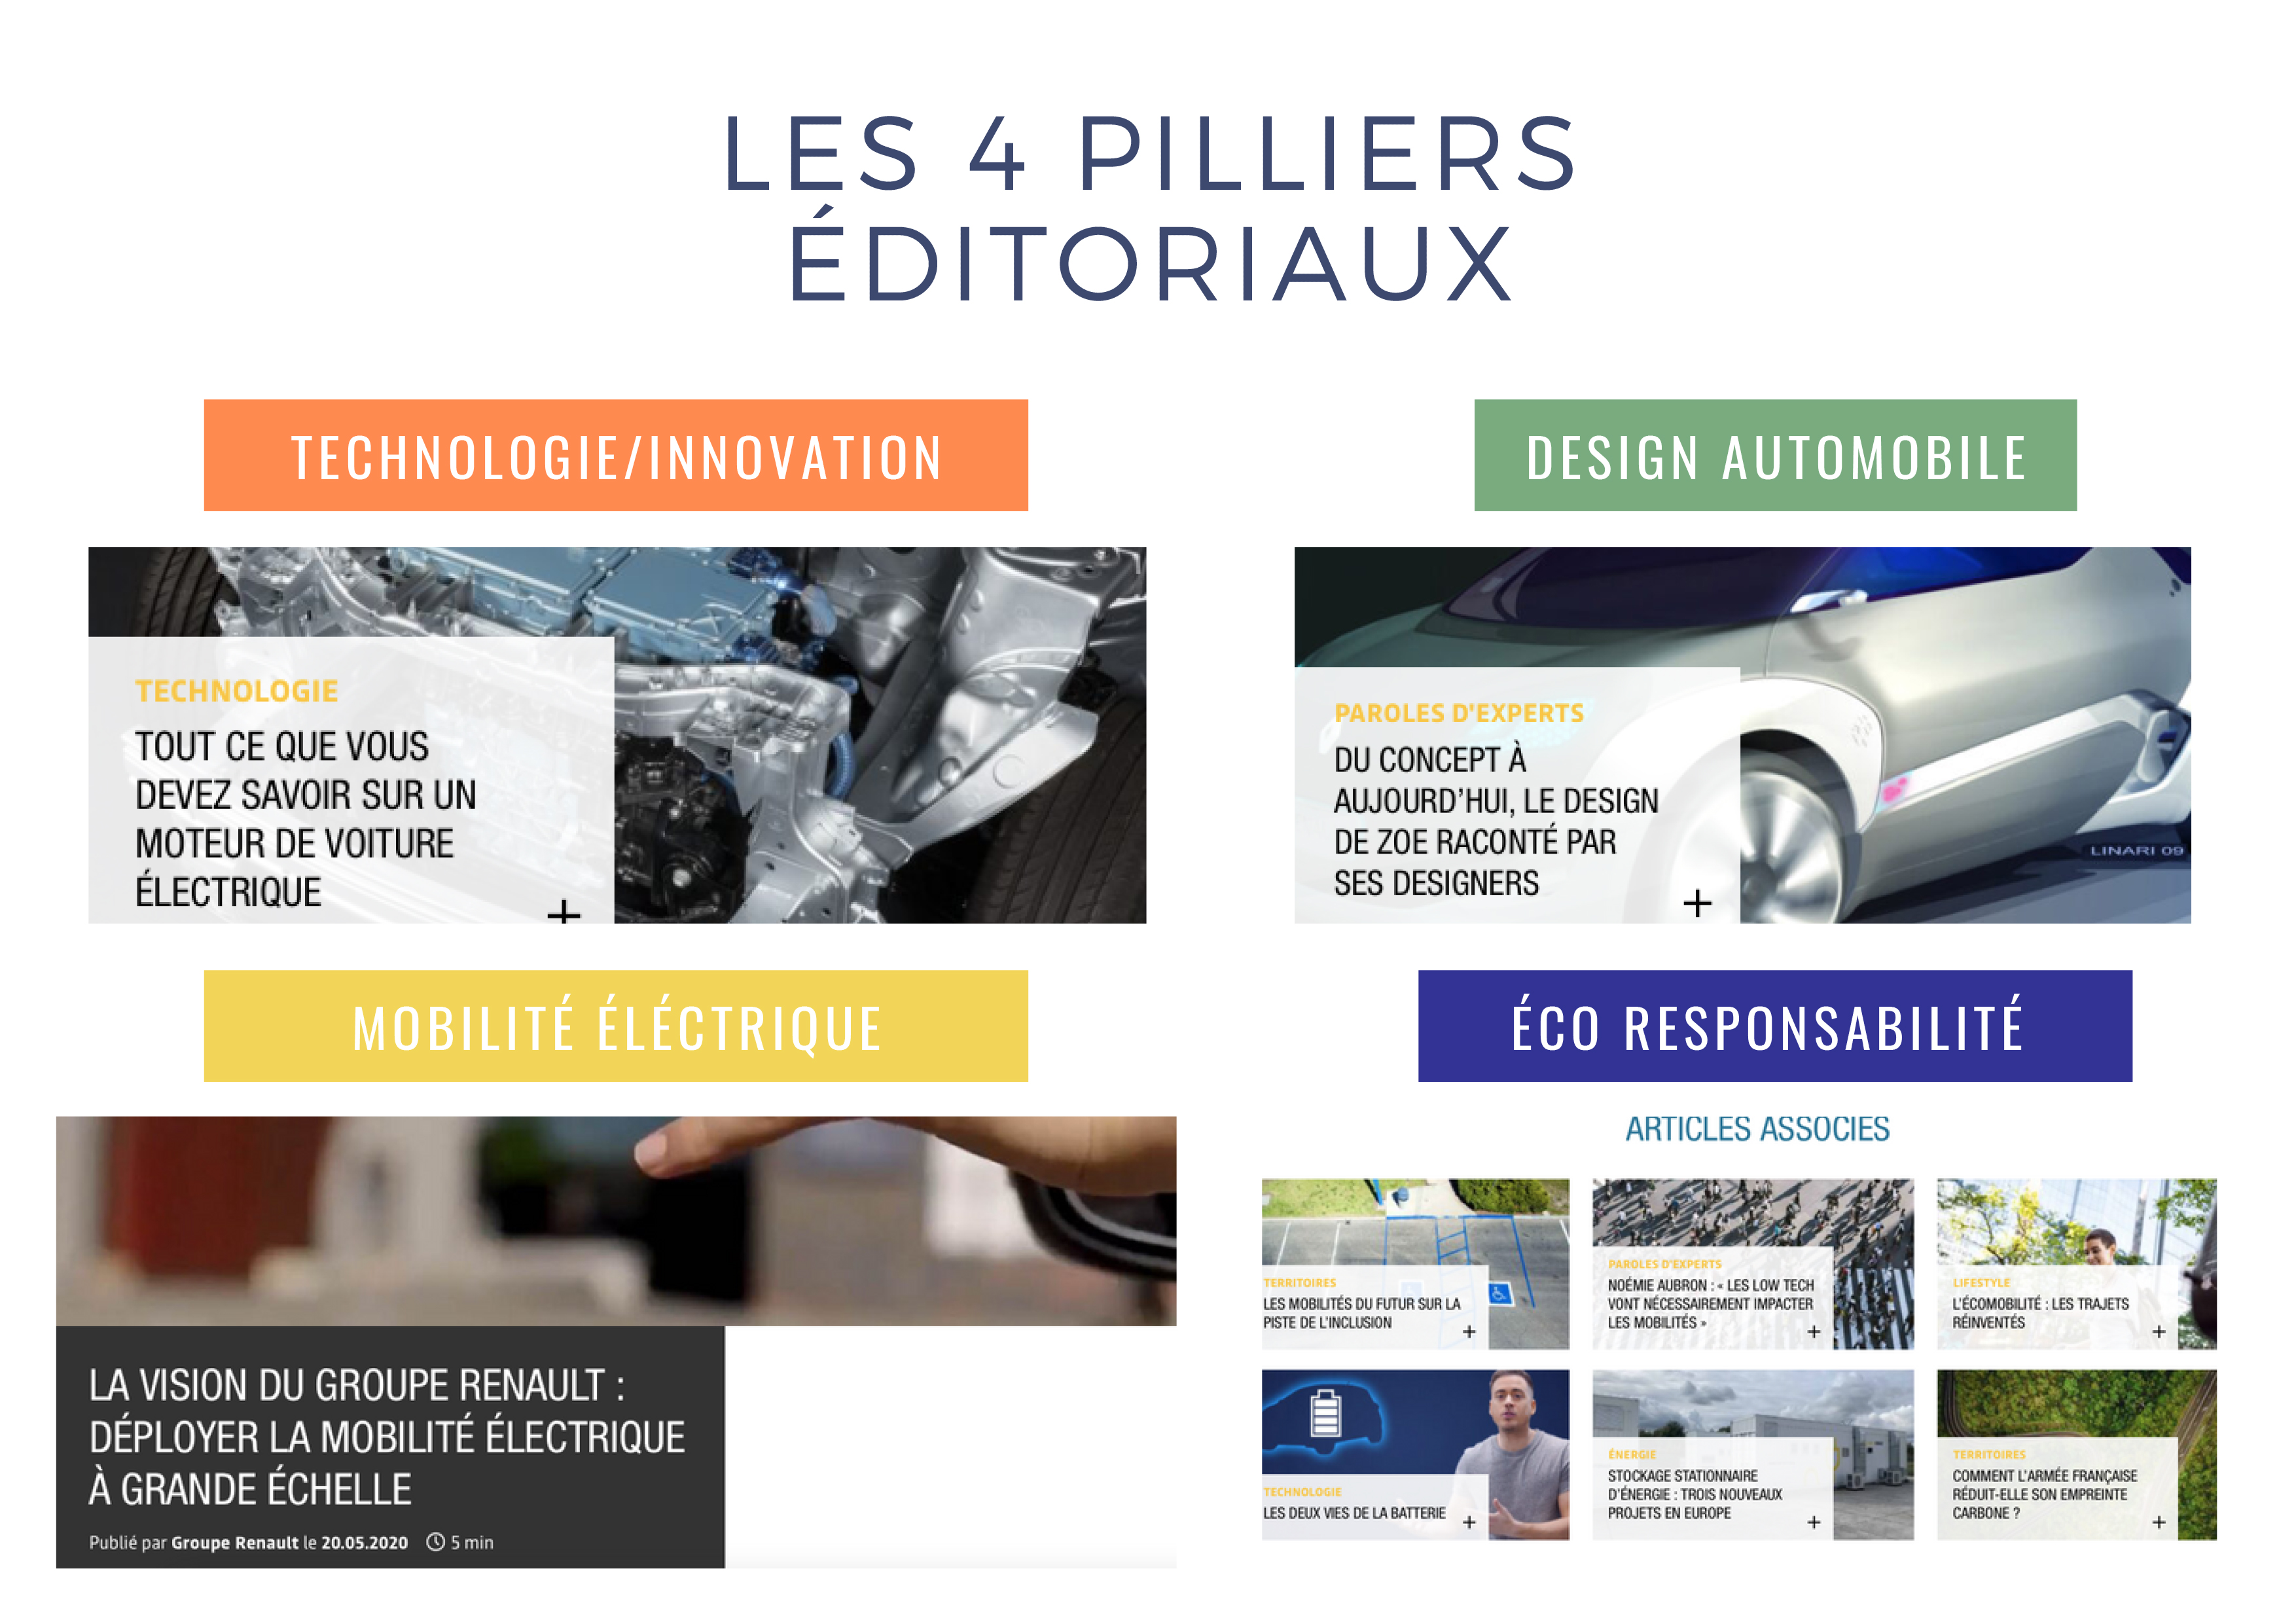 LES 4 PILLIERS
ÉDITORIAUX
TECHNOLOGIE/INNOVATION
TECHNOLOGIE
TOUT CE QUE VOUS
DEVEZ SAVOIR SUR UN
MOTEUR DE VOITURE
ÉLECTRIQUE
+
DESIGN AUTOMOBILE
PAROLES D'EXPERTS
DU CONCEPT À
AUJOURD'HUI, LE DESIGN
DE ZOE RACONTÉ PAR
SES DESIGNERS
+
LINARI 09
MOBILITÉ ÉLÉCTRIQUE
LA VISION DU GROUPE RENAULT :
DÉPLOYER LA MOBILITÉ ÉLECTRIQUE
À GRANDE ÉCHELLE
Publié par Groupe Renault le 20.05.2020 5 min
ÉCO RESPONSABILITÉ
ARTICLES ASSOCIES
TERRITOIRES
LES MOBILITÉS DU FUTUR SUR LA
PISTE DE L'INCLUSION
+
PAROLES D'EXPERTS
NOÉMIE AUBRON : « LES LOW TECH
VONT NÉCESSAIREMENT IMPACTER
LES MOBILITÉS »
+
LIFESTYLE
L'ÉCOMOBILITÉ : LES TRAJETS
RÉINVENTÉS
+
TECHNOLOGIE
LES DEUX VIES DE LA BATTERIE
+
ÉNERGIE
STOCKAGE STATIONNAIRE
D'ÉNERGIE : TROIS NOUVEAUX
PROJETS EN EUROPE
+
TERRITOIRES
COMMENT L'ARMÉE FRANÇAISE
RÉDUIT-ELLE SON EMPREINTE
CARBONE ?
+